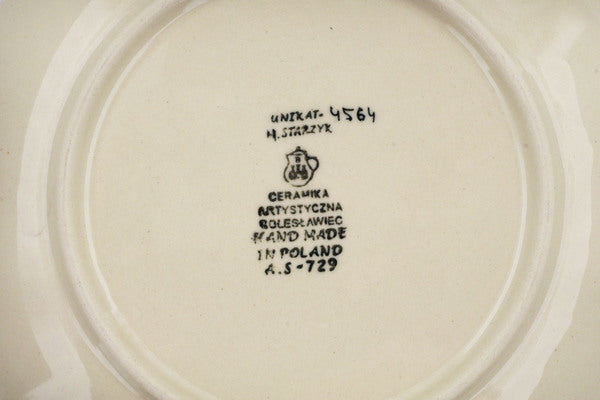 UNIKAT- 4564
M. STARZYK
CERAMIKA
ARTYSTYCZNA
BOLESŁAWIEC
HAND MADE
IN POLAND
A.S-729